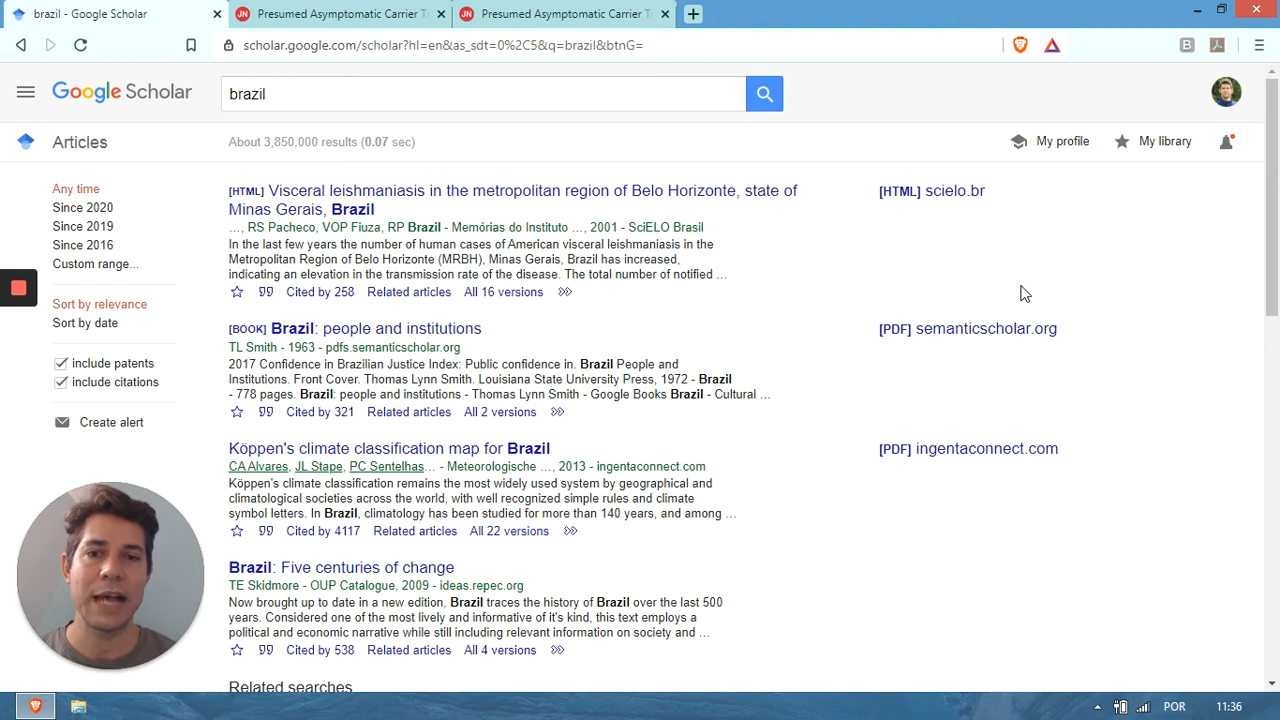 brazil - Google Scholar
JN Presumed Asymptomatic Carrier T
JN Presumed Asymptomatic Carrier T
scholar.google.com/scholar?hl=en&as_sdt=0%2C5&q=brazil&btnG=
B
Google Scholar
brazil
Articles
About 3,850,000 results (0.07 sec)
My profile
My library
Any time
Since 2020
Since 2019
Since 2016
Custom range...
Sort by relevance
Sort by date
include patents
include citations
Create alert
[HTML] Visceral leishmaniasis in the metropolitan region of Belo Horizonte, state of
Minas Gerais, Brazil
…, RS Pacheco, VOP Fiuza, RP Brazil - Memórias do Instituto …, 2001 - SciELO Brasil
In the last few years the number of human cases of American visceral leishmaniasis in the
Metropolitan Region of Belo Horizonte (MRBH), Minas Gerais, Brazil has increased,
indicating an elevation in the transmission rate of the disease. The total number of notified …
Cited by 258 Related articles All 16 versions
[HTML] scielo.br
[BOOK] Brazil: people and institutions
TL Smith - 1963 - pdfs.semanticscholar.org
2017 Confidence in Brazilian Justice Index: Public confidence in. Brazil People and
Institutions. Front Cover. Thomas Lynn Smith. Louisiana State University Press, 1972 - Brazil
- 778 pages. Brazil: people and institutions - Thomas Lynn Smith - Google Books Brazil - Cultural …
Cited by 321 Related articles All 2 versions
[PDF] semanticscholar.org
Köppen's climate classification map for Brazil
CA Alvares, JL Stape, PC Sentelhas… - Meteorologische …, 2013 - ingentaconnect.com
Köppen's climate classification remains the most widely used system by geographical and
climatological societies across the world, with well recognized simple rules and climate
symbol letters. In Brazil, climatology has been studied for more than 140 years, and among …
Cited by 4117 Related articles All 22 versions
[PDF] ingentaconnect.com
Brazil: Five centuries of change
TE Skidmore - OUP Catalogue, 2009 - ideas.repec.org
Now brought up to date in a new edition, Brazil traces the history of Brazil over the last 500
years. Considered one of the most lively and informative of it's kind, this text employs a
political and economic narrative while still including relevant information on society and …
Cited by 538 Related articles All 4 versions
Related searches
POR 11:36